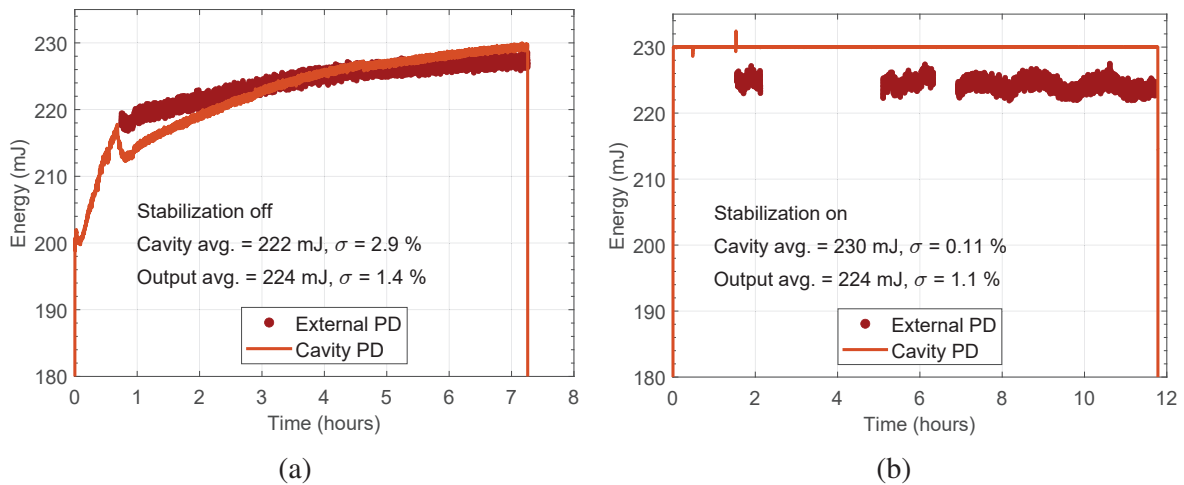 230
220
210
200
190
180
Energy (mJ)
Stabilization off
Cavity avg. = 222 mJ, σ = 2.9 %
Output avg. = 224 mJ, σ = 1.4 %
External PD
Cavity PD
0 1 2 3 4 5 6 7 8
Time (hours)
(a)
230
220
210
200
190
180
Energy (mJ)
Stabilization on
Cavity avg. = 230 mJ, σ = 0.11 %
Output avg. = 224 mJ, σ = 1.1 %
External PD
Cavity PD
0 2 4 6 8 10 12
Time (hours)
(b)